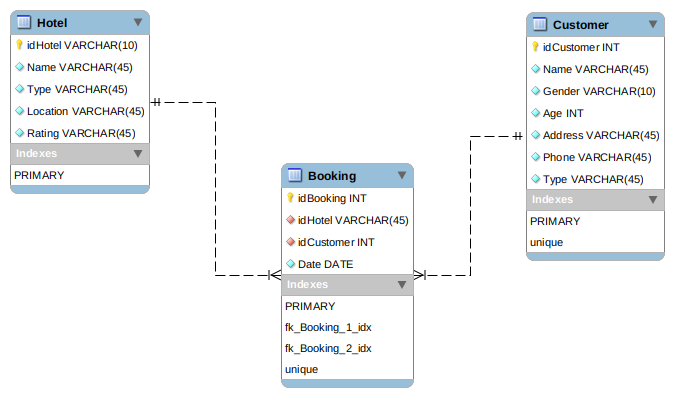 Hotel
idHotel VARCHAR(10)
Name VARCHAR(45)
Type VARCHAR(45)
Location VARCHAR(45)
Rating VARCHAR(45)
Indexes
PRIMARY
Customer
idCustomer INT
Name VARCHAR(45)
Gender VARCHAR(10)
Age INT
Address VARCHAR(45)
Phone VARCHAR(45)
Type VARCHAR(45)
Indexes
PRIMARY
unique
Booking
idBooking INT
idHotel VARCHAR(45)
idCustomer INT
Date DATE
Indexes
PRIMARY
fk_Booking_1_idx
fk_Booking_2_idx
unique